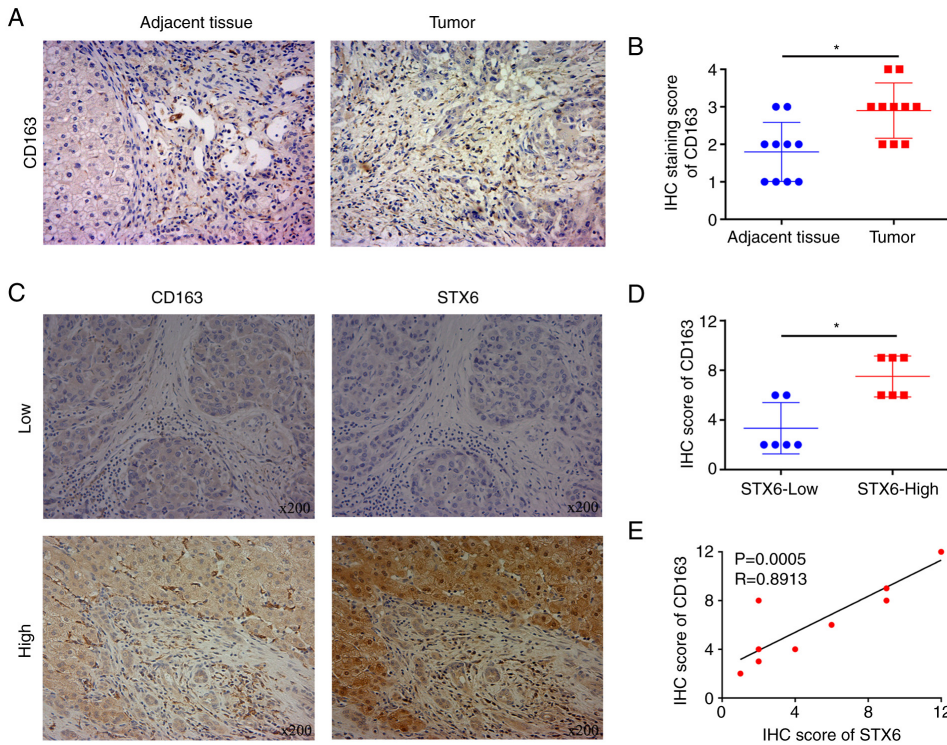 A
Adjacent tissue
Tumor
CD163
B
IHC staining score
of CD163
4
3
2
1
0
*
Adjacent tissue
Tumor
C
CD163
STX6
Low
x200
x200
High
x200
x200
D
IHC score of CD163
12
8
4
0
*
STX6-Low
STX6-High
E
IHC score of CD163
12
8
4
0
P=0.0005
R=0.8913
0
4
8
12
IHC score of STX6